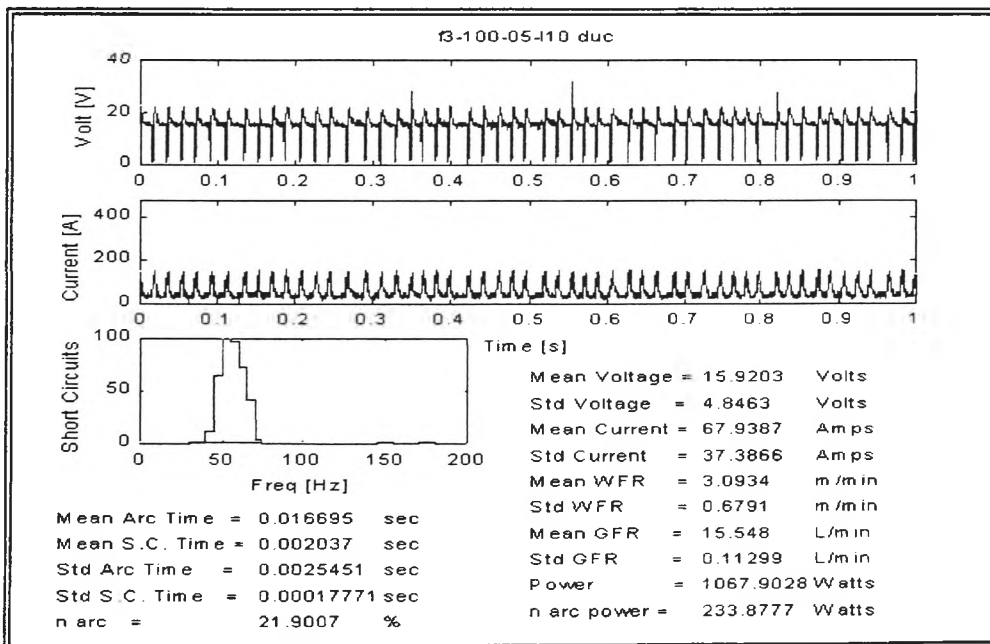 f3-100-05-l10 duc
Volt [V]
40
20
0
0 0.1 0.2 0.3 0.4 0.5 0.6 0.7 0.8 0.9 1
Current [A]
400
200
0
0 0.1 0.2 0.3 0.4 0.5 0.6 0.7 0.8 0.9 1
Time [s]
Short Circuits
100
50
0
0 50 100 150 200
Freq [Hz]
Mean Arc Time = 0.016695 sec
Mean S.C. Time = 0.002037 sec
Std Arc Time = 0.0025451 sec
Std S.C. Time = 0.00017771 sec
n arc = 21.9007 %
Mean Voltage = 15.9203 Volts
Std Voltage = 4.8463 Volts
Mean Current = 67.9387 Amps
Std Current = 37.3866 Amps
Mean WFR = 3.0934 m/min
Std WFR = 0.6791 m/min
Mean GFR = 15.548 L/min
Std GFR = 0.11299 L/min
Power = 1067.9028 Watts
n arc power = 233.8777 Watts